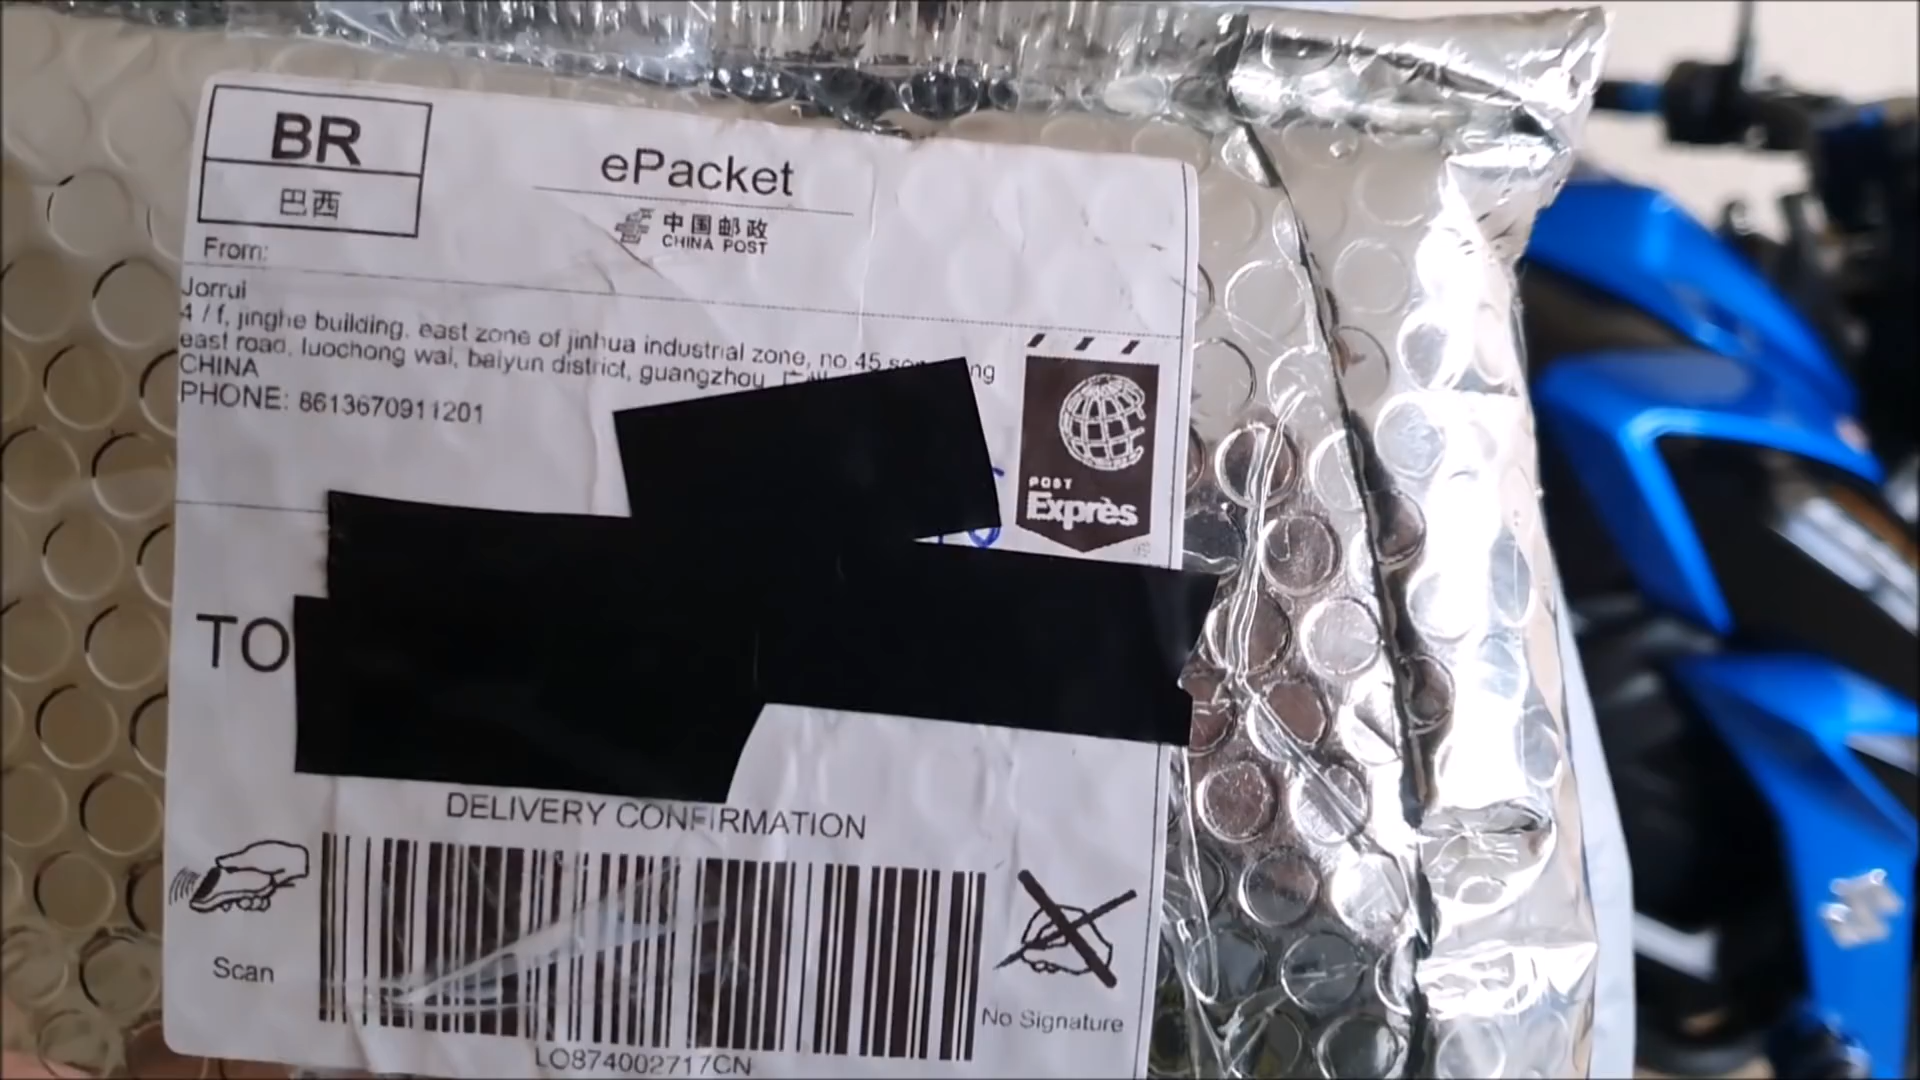 BR
巴西
ePacket
中国邮政
CHINA POST
From:
Jorrui
4 / f, jinghe building, east zone of jinhua industrial zone, no.45
east road, luochong wai, baiyun district, guangzhou
CHINA
PHONE: 8613670911201
POST
Exprès
TO
DELIVERY CONFIRMATION
Scan
No Signature
LO874002717CN